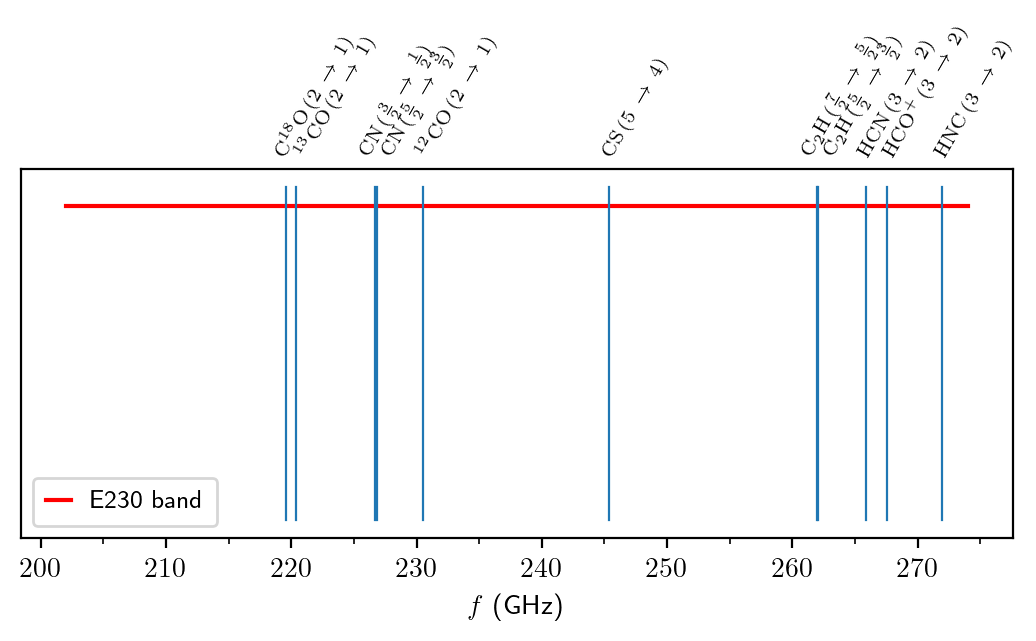 C¹⁸O (2 → 1)
¹³CO (2 → 1)
CN (3/2 → 1/2)
CN (5/2 → 3/2)
¹²CO (2 → 1)
CS (5 → 4)
C₂H (7/2 → 5/2)
C₂H (5/2 → 3/2)
HCN (3 → 2)
HCO⁺ (3 → 2)
HNC (3 → 2)
E230 band
200 210 220 230 240 250 260 270
f (GHz)